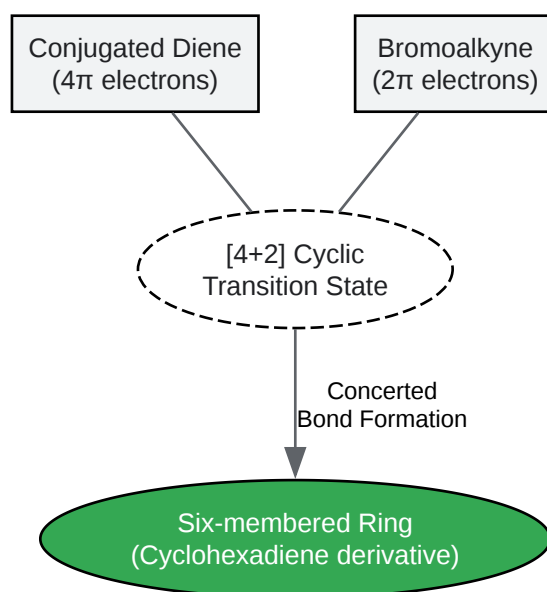 Conjugated Diene
(4π electrons)
Bromoalkyne
(2π electrons)
[4+2] Cyclic
Transition State
Concerted
Bond Formation
Six-membered Ring
(Cyclohexadiene derivative)